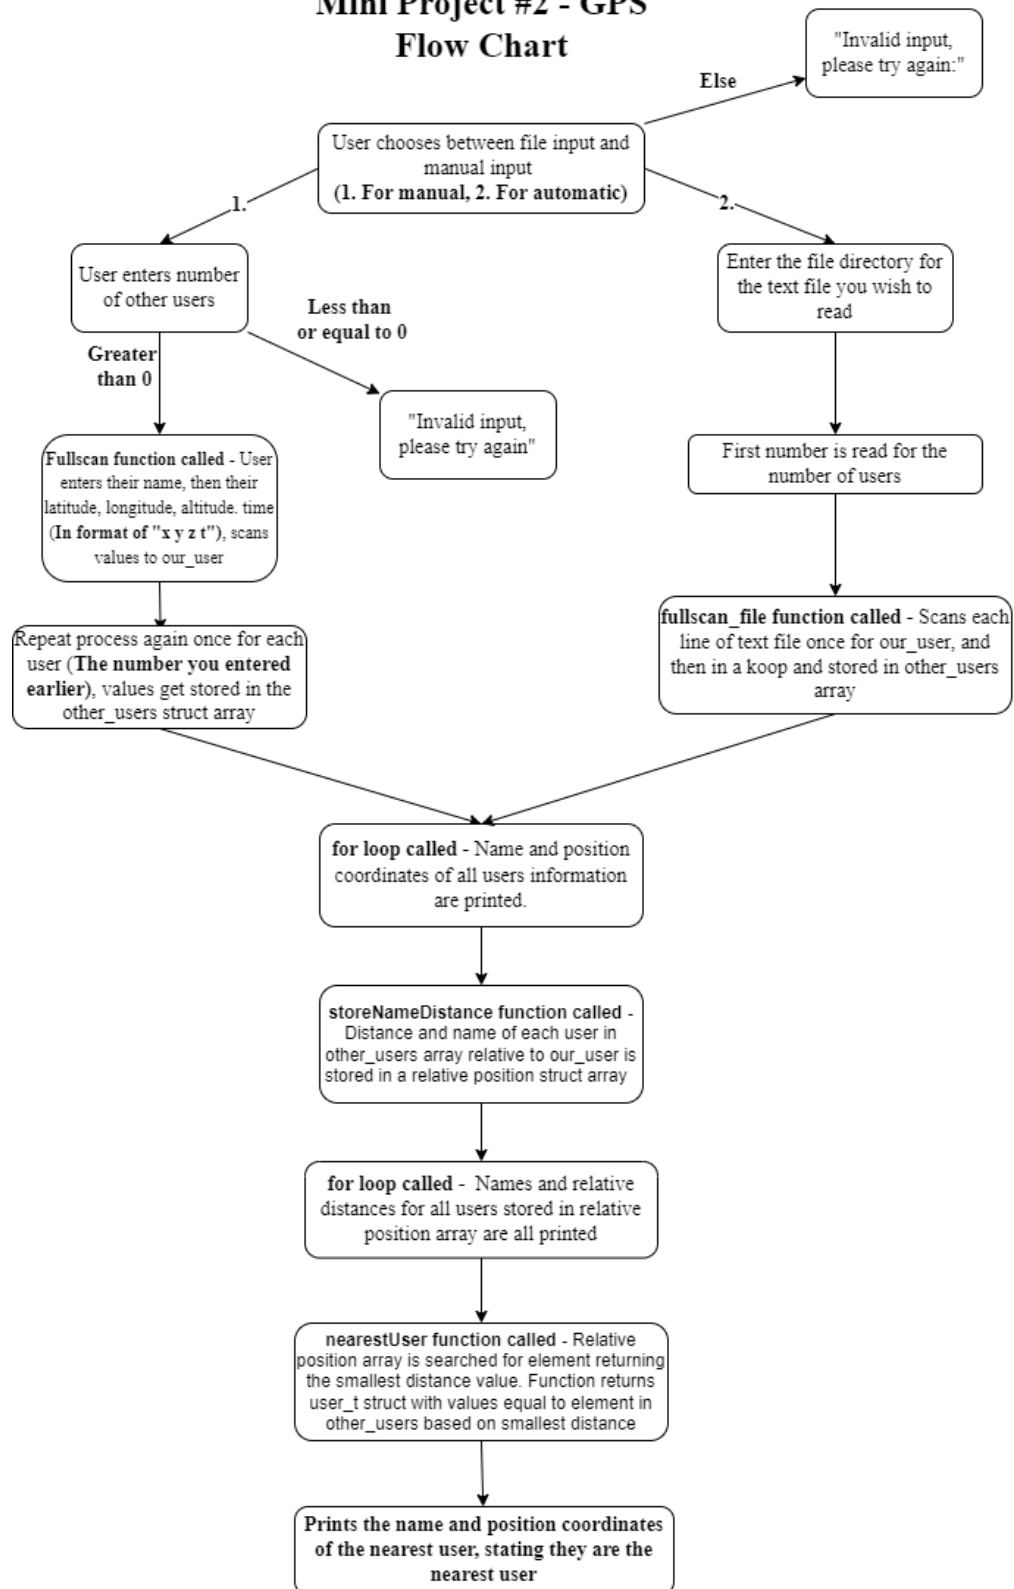 Mini Project #2 - GPS
Flow Chart
"Invalid input,
please try again:"
Else
User chooses between file input and
manual input
(1. For manual, 2. For automatic)
1.
2.
User enters number
of other users
Enter the file directory for
the text file you wish to
read
Less than
or equal to 0
Greater
than 0
"Invalid input,
please try again"
First number is read for the
number of users
Fullscan function called - User
enters their name, then their
latitude, longitude, altitude. time
(In format of "x y z t"), scans
values to our_user
fullscan_file function called - Scans each
line of text file once for our_user, and
then in a koop and stored in other_users
array
Repeat process again once for each
user (The number you entered
earlier), values get stored in the
other_users struct array
for loop called - Name and position
coordinates of all users information
are printed.
storeNameDistance function called -
Distance and name of each user in
other_users array relative to our_user is
stored in a relative position struct array
for loop called - Names and relative
distances for all users stored in relative
position array are all printed
nearestUser function called - Relative
position array is searched for element returning
the smallest distance value. Function returns
user_t struct with values equal to element in
other_users based on smallest distance
Prints the name and position coordinates
of the nearest user, stating they are the
nearest user